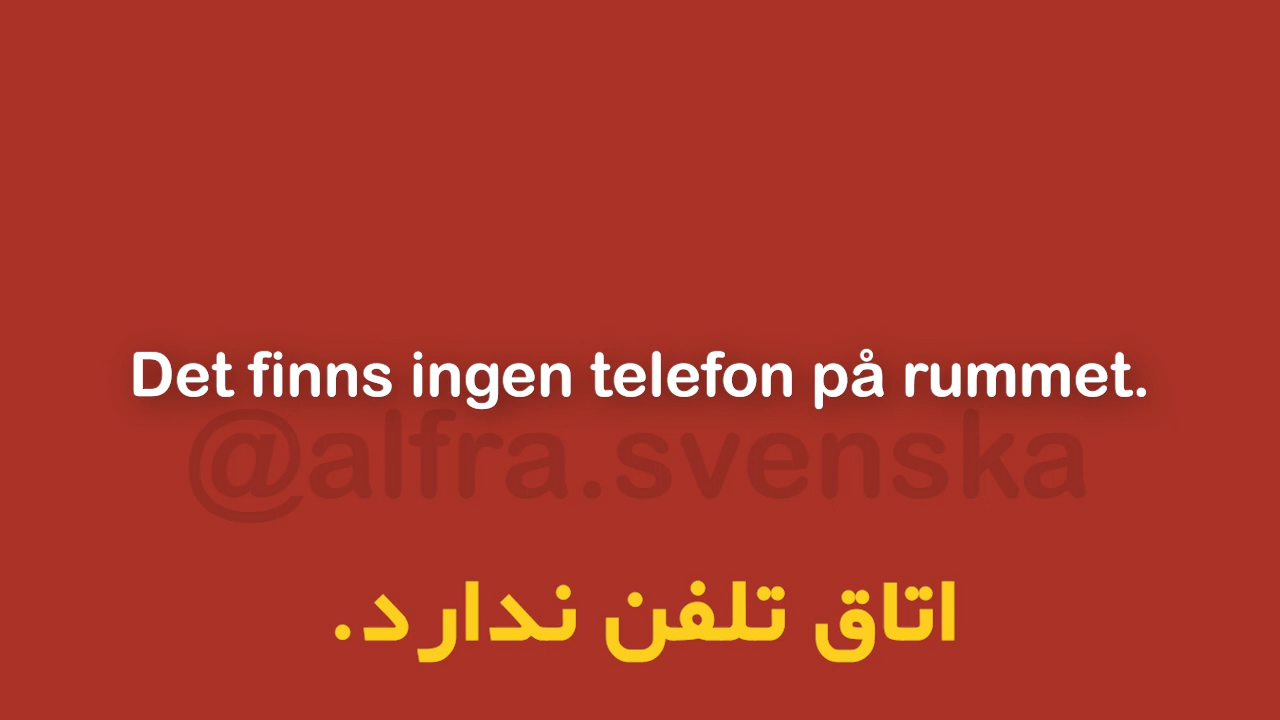 Det finns ingen telefon på rummet.
@alfra.svenska
اتاق تلفن ندارد.